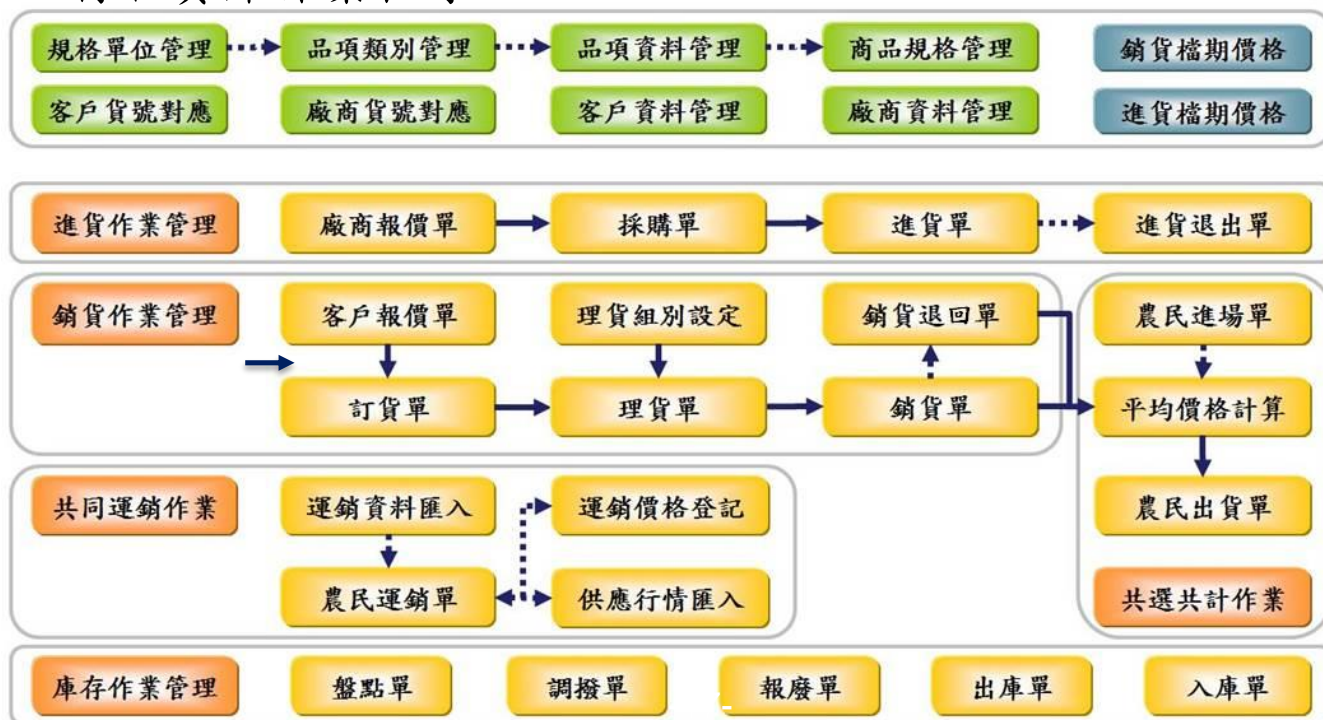 規格單位管理 品項類別管理 品項資料管理 商品規格管理 銷貨檔期價格
客戶貨號對應 廠商貨號對應 客戶資料管理 廠商資料管理 進貨檔期價格
進貨作業管理 廠商報價單 採購單 進貨單 進貨退出單
銷貨作業管理 客戶報價單 理貨組別設定 銷貨退回單 農民進場單
訂貨單 理貨單 銷貨單 平均價格計算
共同運銷作業 運銷資料匯入 運銷價格登記 農民出貨單
農民運銷單 供應行情匯入 共選共計作業
庫存作業管理 盤點單 調撥單 報廢單 出庫單 入庫單